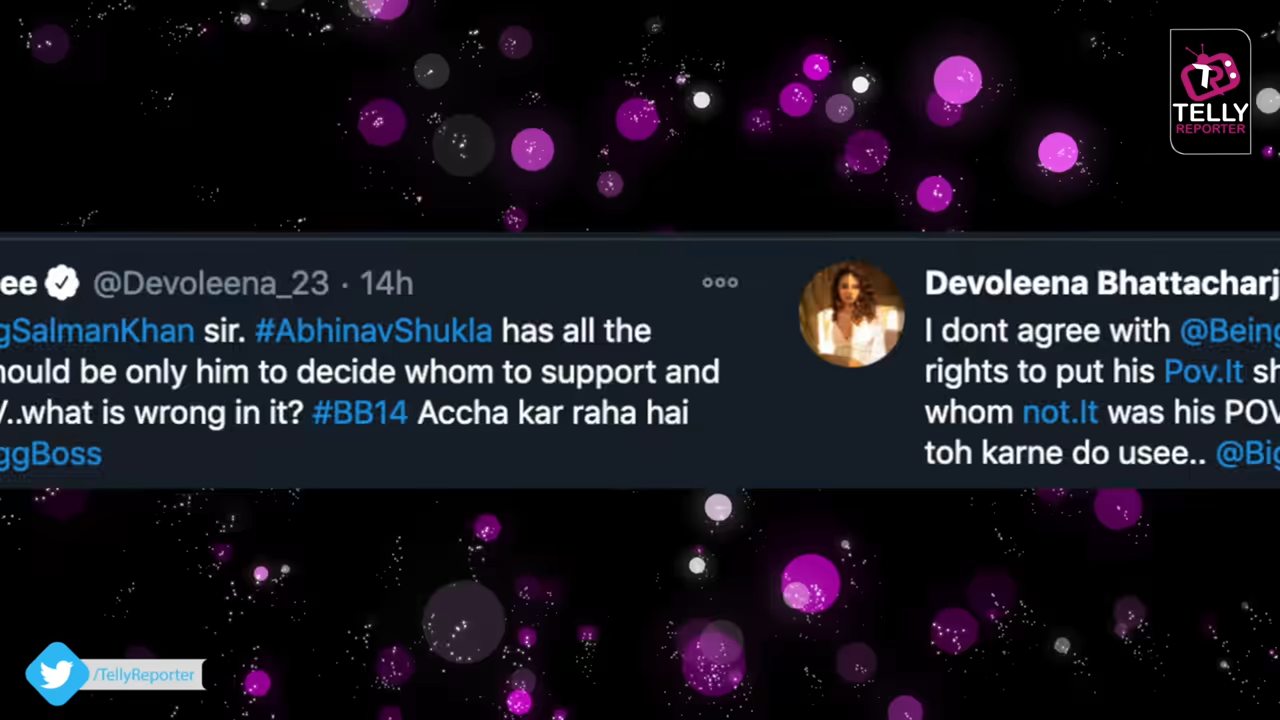 TELLY
REPORTER
ee @Devoleena_23 · 14h
gSalmanKhan sir. #AbhinavShukla has all the
hould be only him to decide whom to support and
/..what is wrong in it? #BB14 Accha kar raha hai
ggBoss
Devoleena Bhattacharj
I dont agree with @Being
rights to put his Pov.It sh
whom not.It was his POV
toh karne do usee.. @Big
/TellyReporter